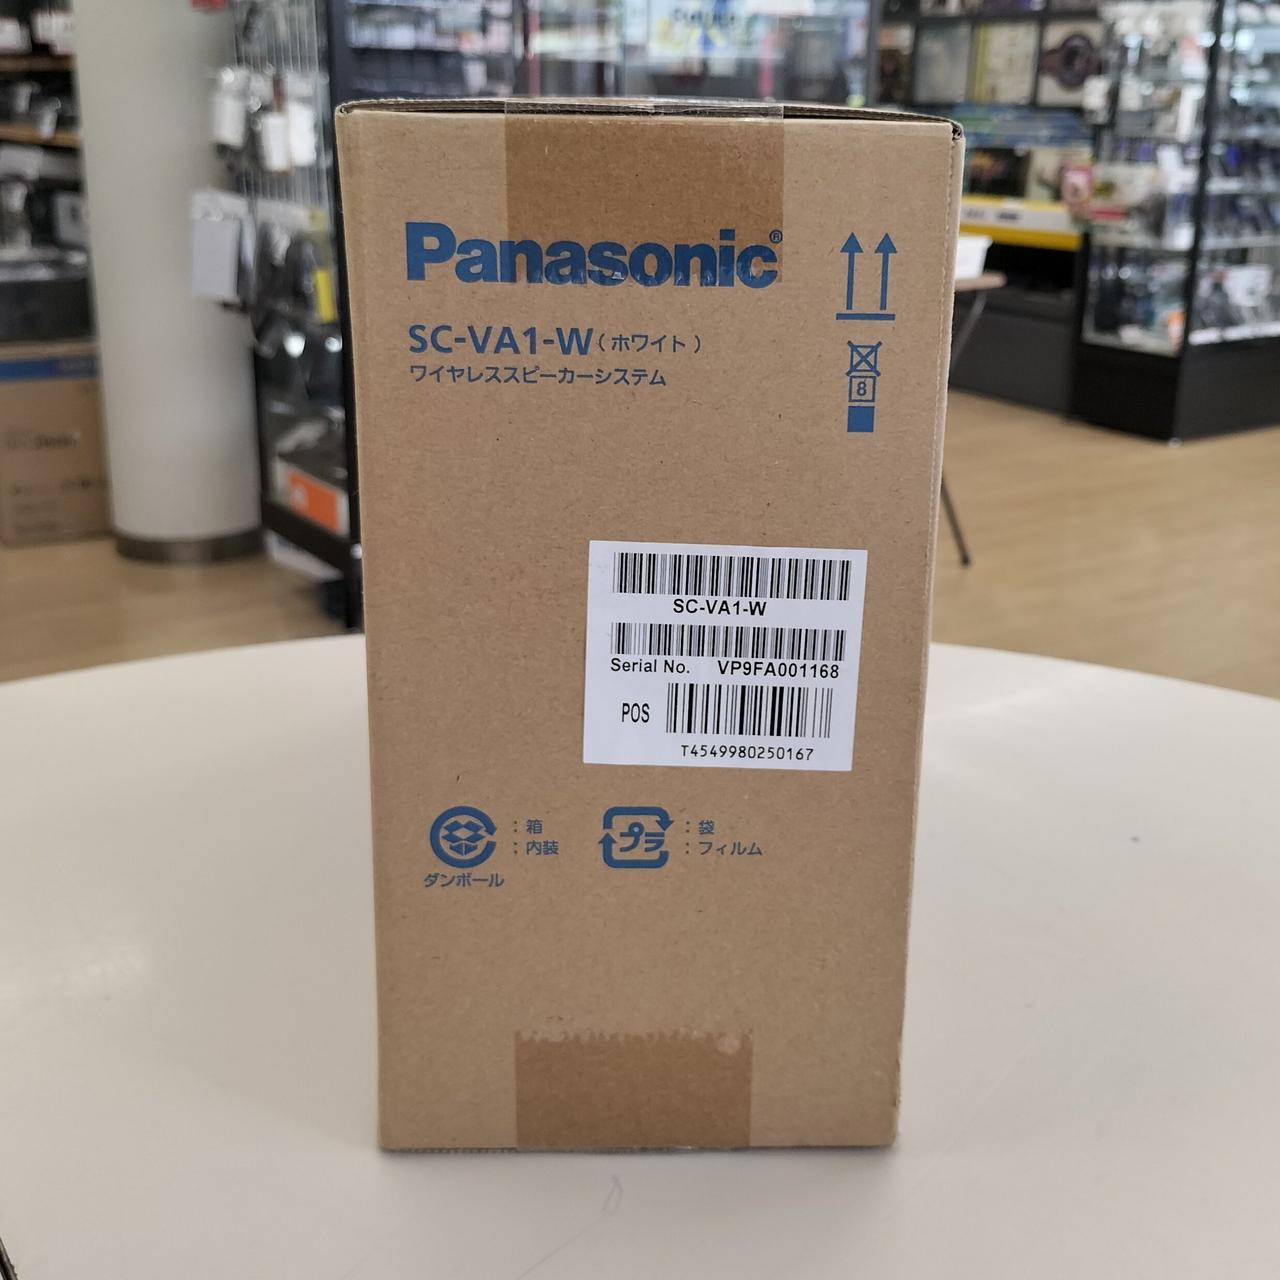 Panasonic®
SC-VA1-W（ホワイト）
ワイヤレススピーカーシステム
8
SC-VA1-W
Serial No. VP9FA001168
POS
T4549980250167
：箱
：内装
ダンボール
プラ
：袋
：フィルム